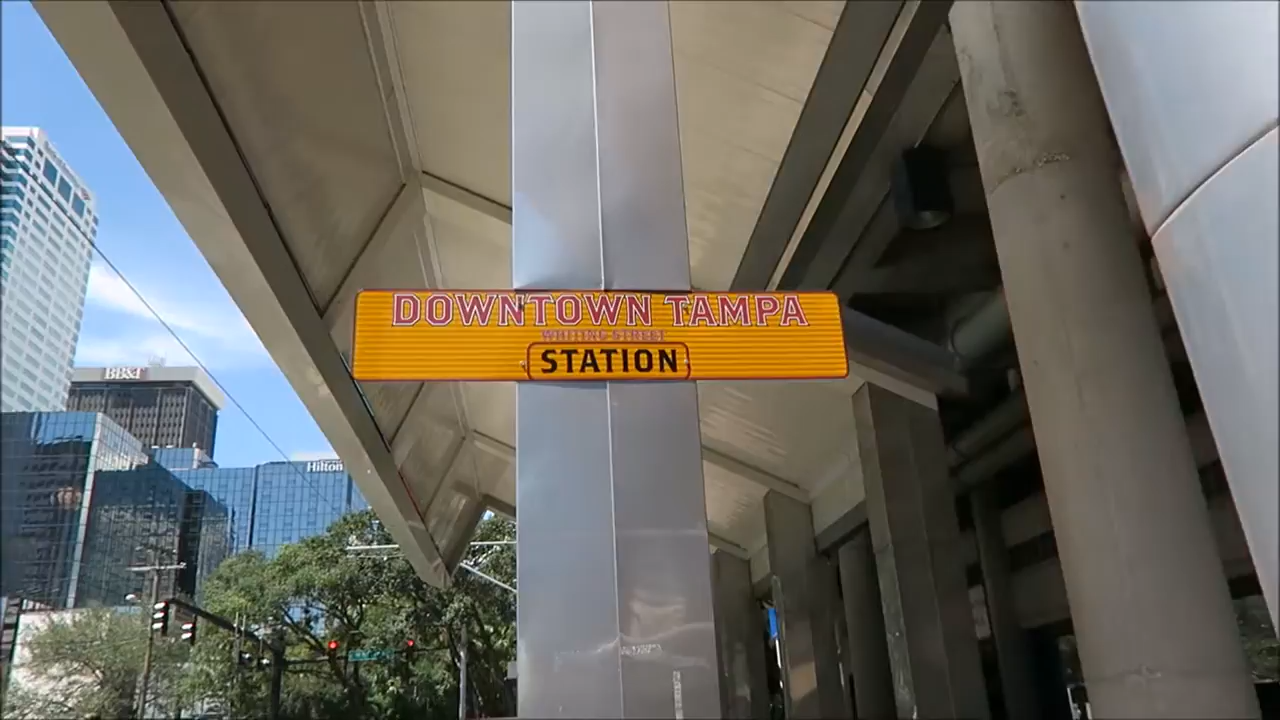 DOWNTOWN TAMPA
WHITING STREET
STATION
BB&T
Hilton